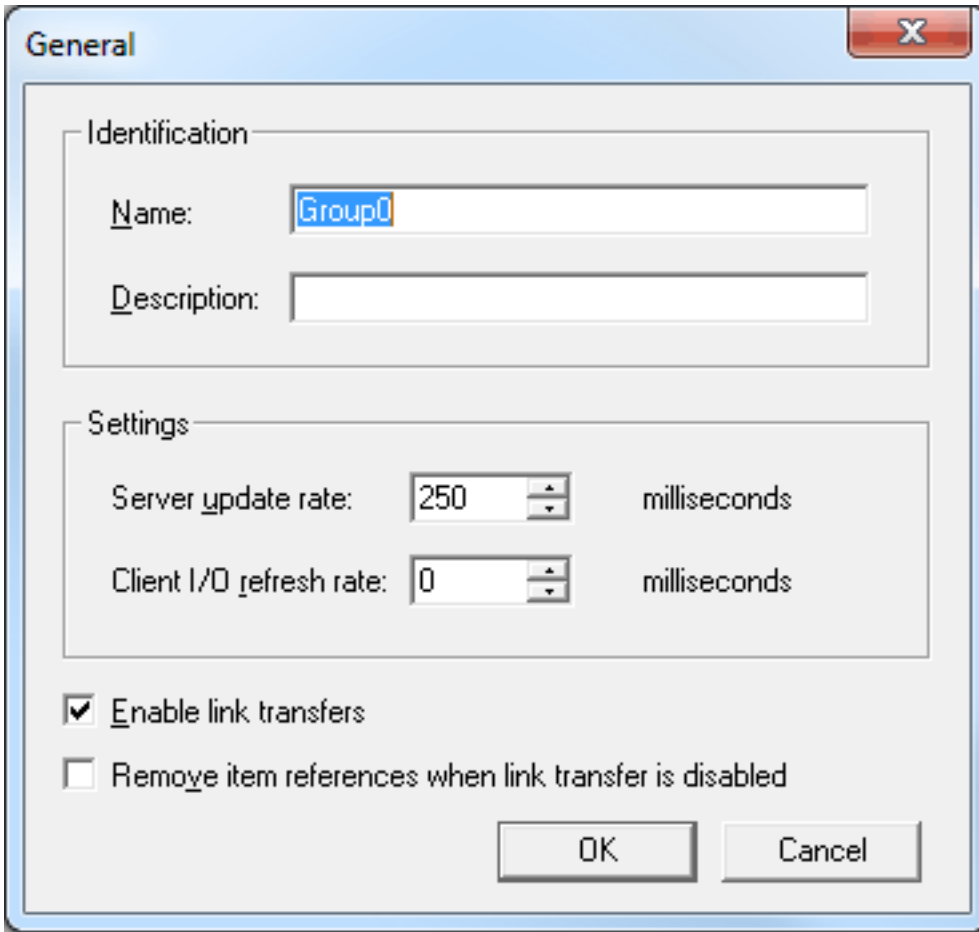 General
Identification
Name: Group0
Description:
Settings
Server update rate: 250 milliseconds
Client I/O refresh rate: 0 milliseconds
Enable link transfers
Remove item references when link transfer is disabled
OK Cancel